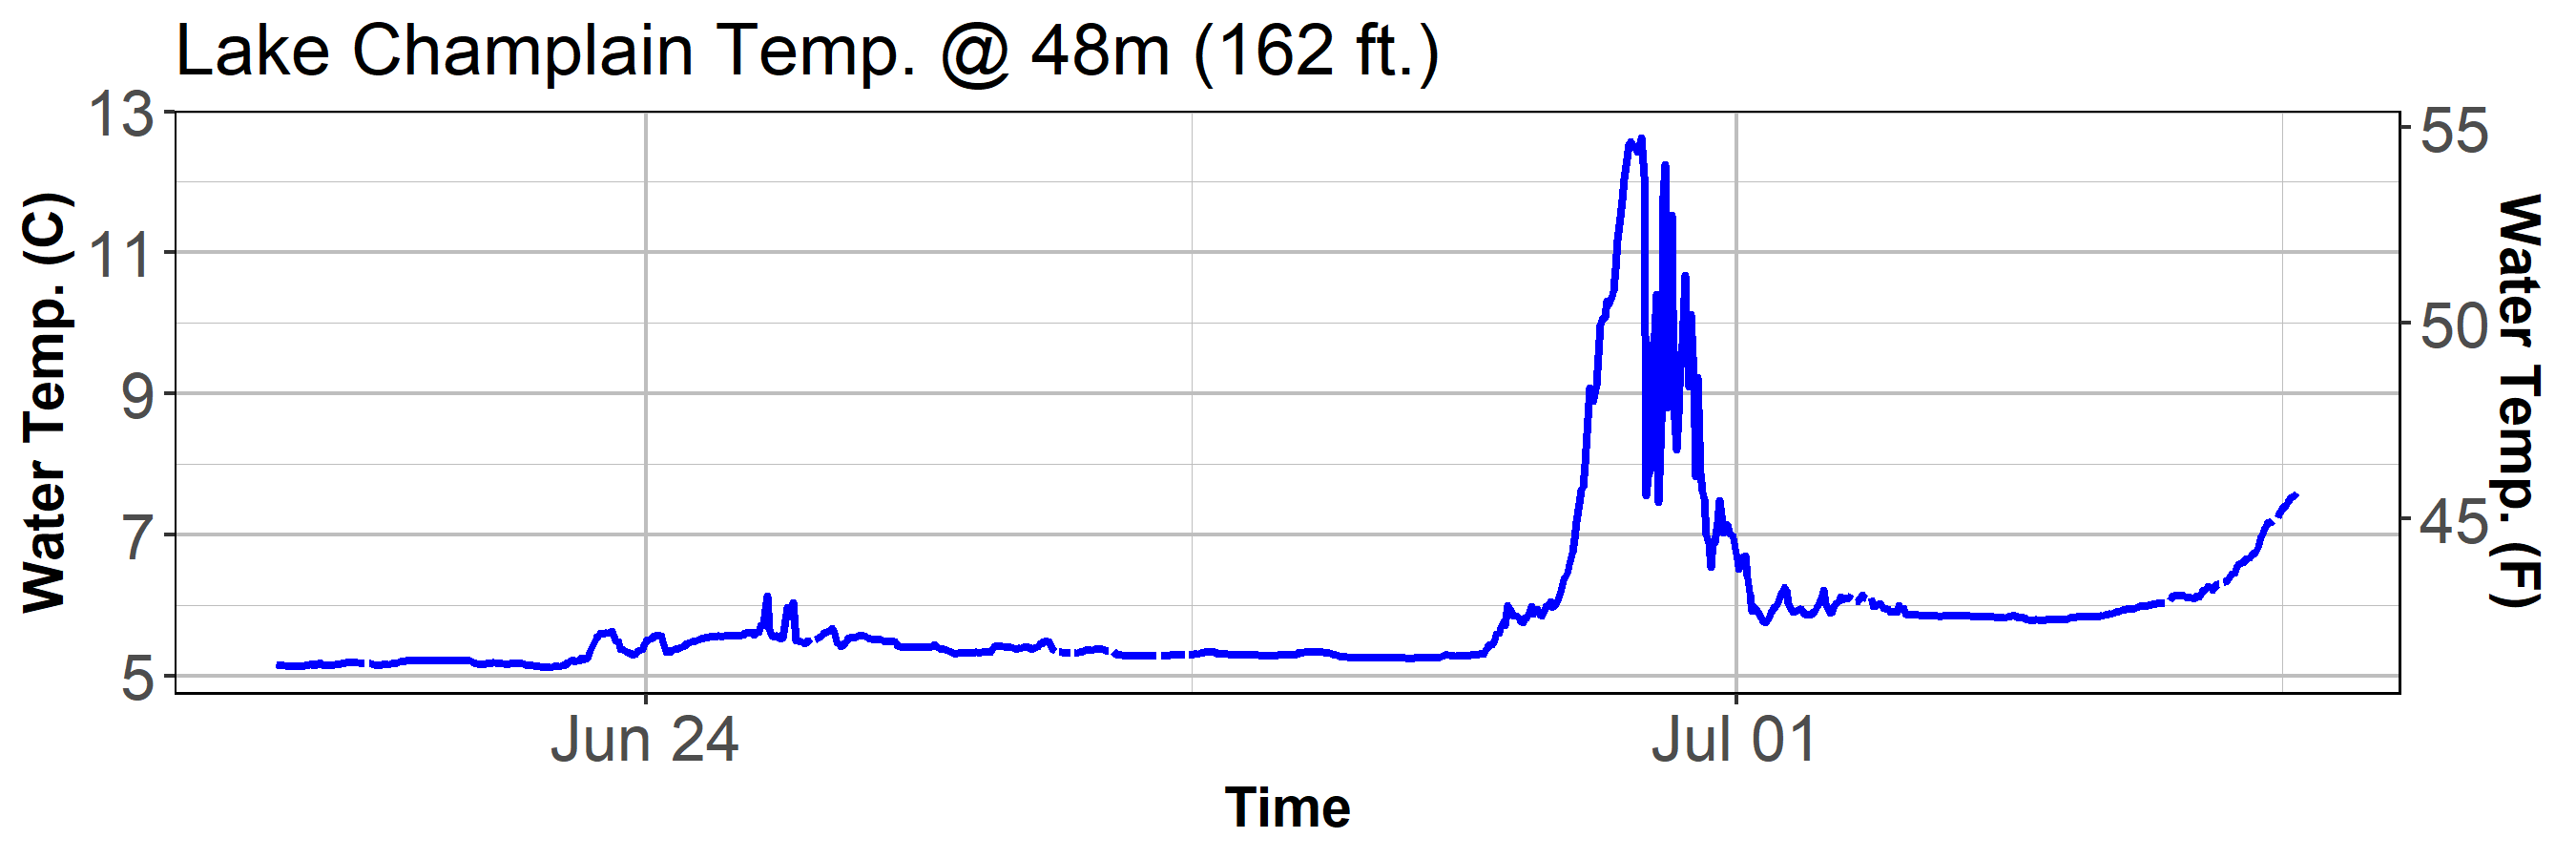 Lake Champlain Temp. @ 48m (162 ft.)
13
11
9
7
5
Water Temp. (C)
55
50
45
Water Temp. (F)
Jun 24
Jul 01
Time